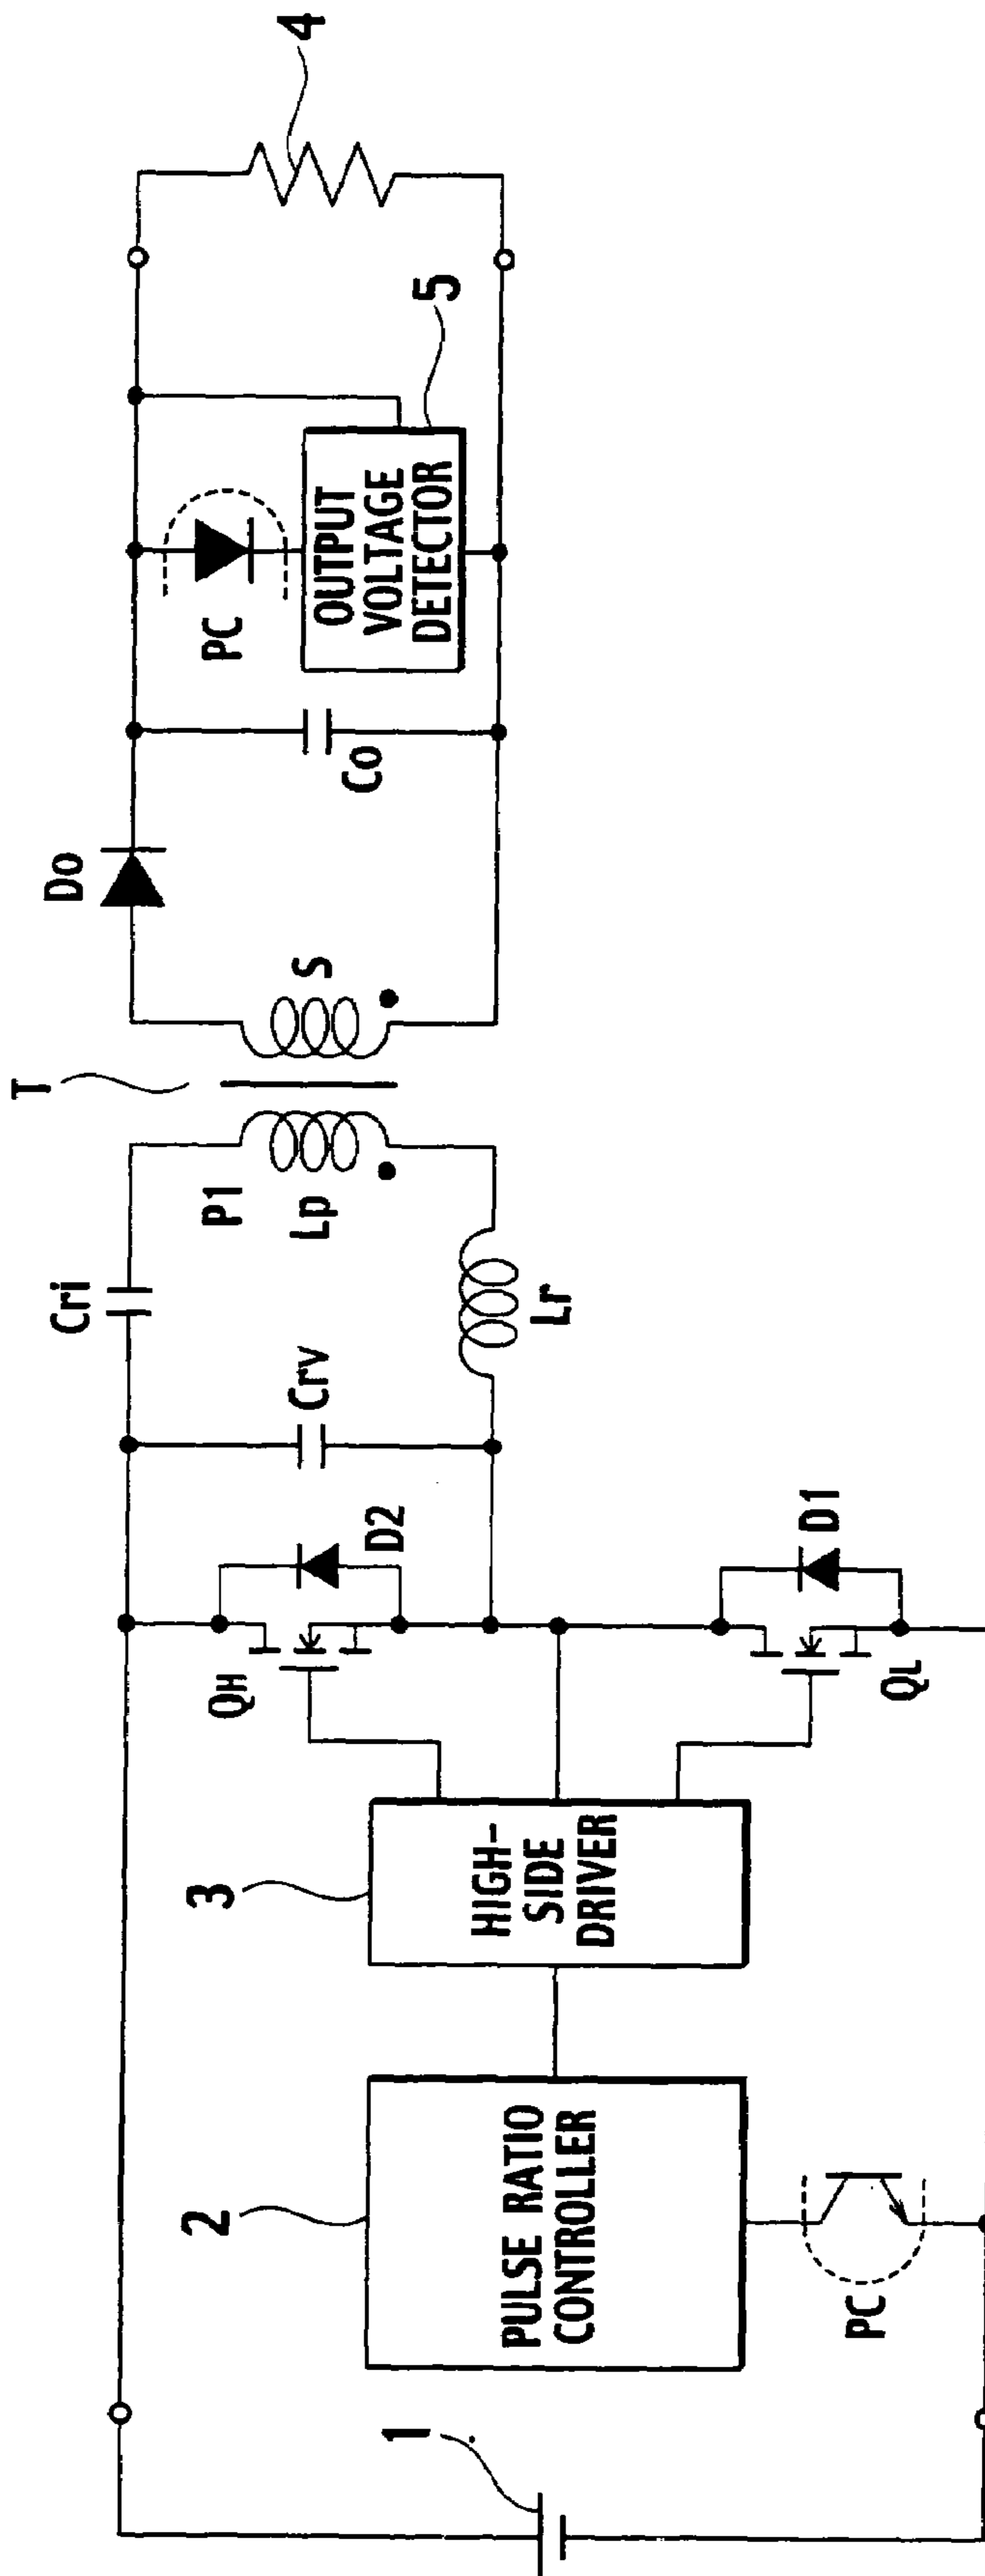 1
2
PULSE RATIO
CONTROLLER
PC
3
HIGH-
SIDE
DRIVER
QH
D2
QL
D1
Crv
Cri
Lr
P1
Lp
T
S
Do
Co
PC
OUTPUT
VOLTAGE
DETECTOR
5
4